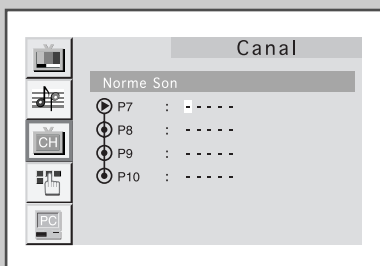 Canal
Norme Son
P7 : - - - - -
P8 : - - - - -
CH
P9 : - - - - -
P10 : - - - - -
PC